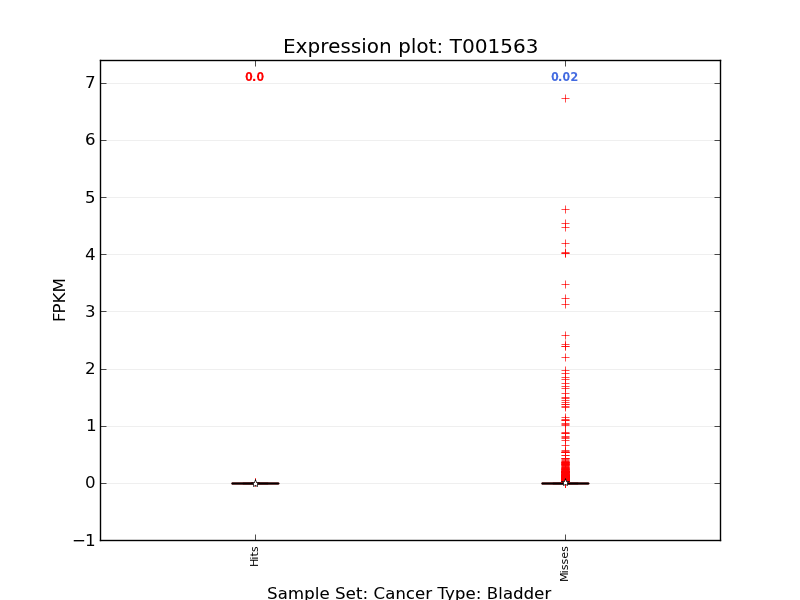 Expression plot: T001563
0.0
0.02
7
6
5
4
3
2
1
0
−1
FPKM
Hits
Misses
Sample Set: Cancer Type: Bladder